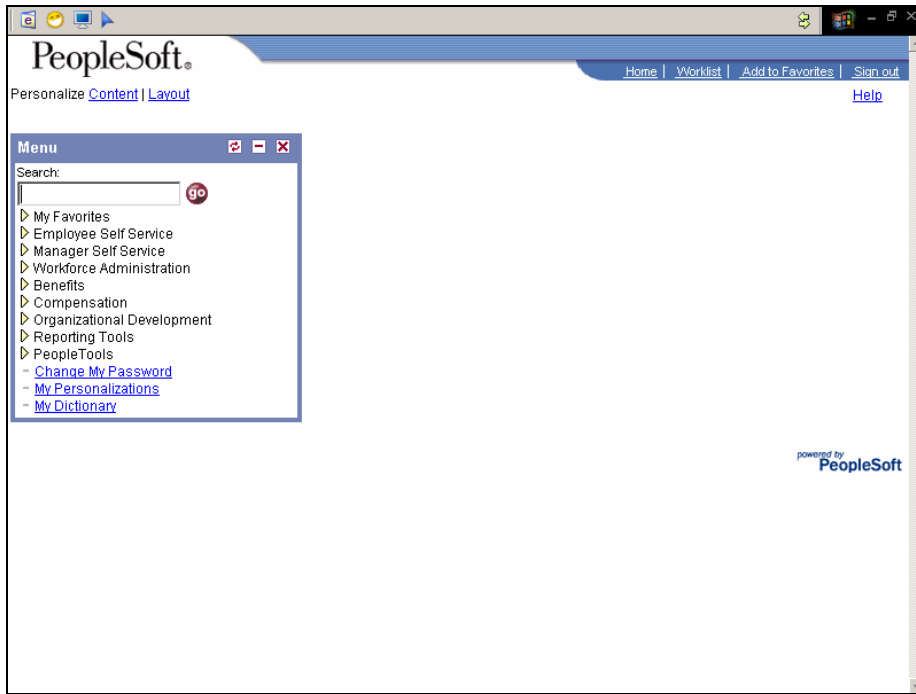 PeopleSoft®
Home | Worklist | Add to Favorites | Sign out
Personalize Content | Layout
Help
Menu
Search:
go
My Favorites
Employee Self Service
Manager Self Service
Workforce Administration
Benefits
Compensation
Organizational Development
Reporting Tools
PeopleTools
- Change My Password
- My Personalizations
- My Dictionary
powered by
PeopleSoft